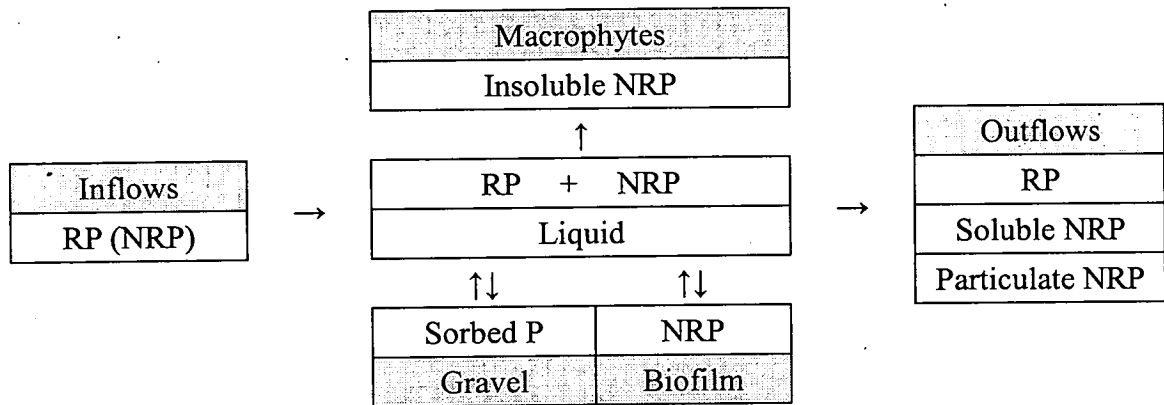 Macrophytes
Insoluble NRP
↑
Inflows
RP (NRP)
→
RP + NRP
Liquid
→
Outflows
RP
Soluble NRP
Particulate NRP
↑↓ ↑↓
Sorbed P NRP
Gravel Biofilm